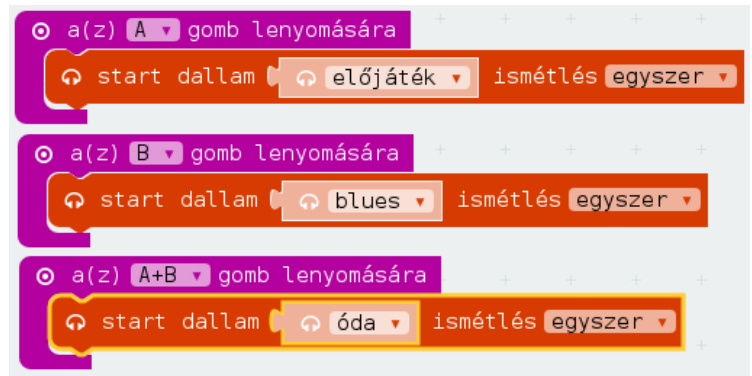 a(z) A gomb lenyomására
start dallam előjáték ismétlés egyszer
a(z) B gomb lenyomására
start dallam blues ismétlés egyszer
a(z) A+B gomb lenyomására
start dallam óda ismétlés egyszer